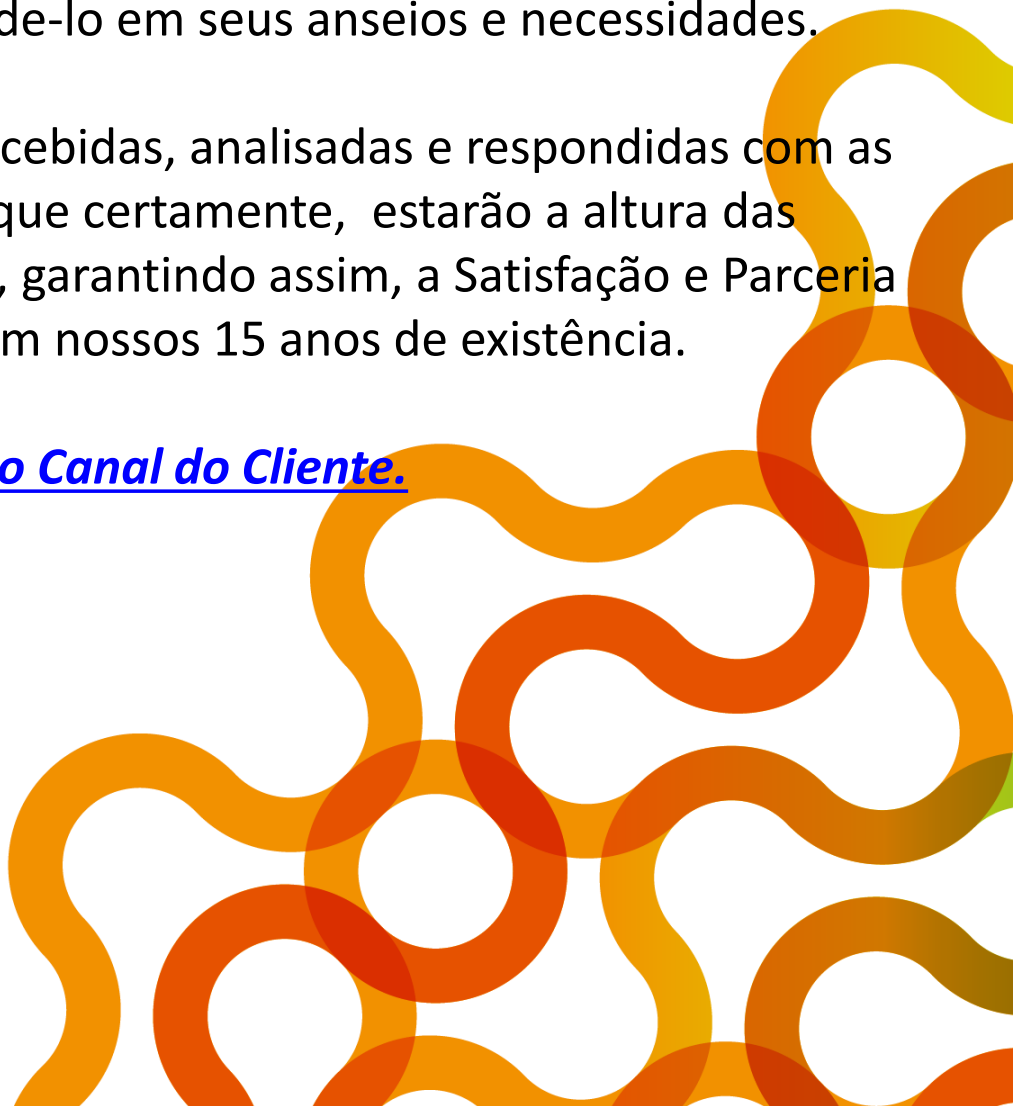 de-lo em seus anseios e necessidades.
cebidas, analisadas e respondidas com as
que certamente,  estarão a altura das
, garantindo assim, a Satisfação e Parceria
m nossos 15 anos de existência.
o Canal do Cliente.